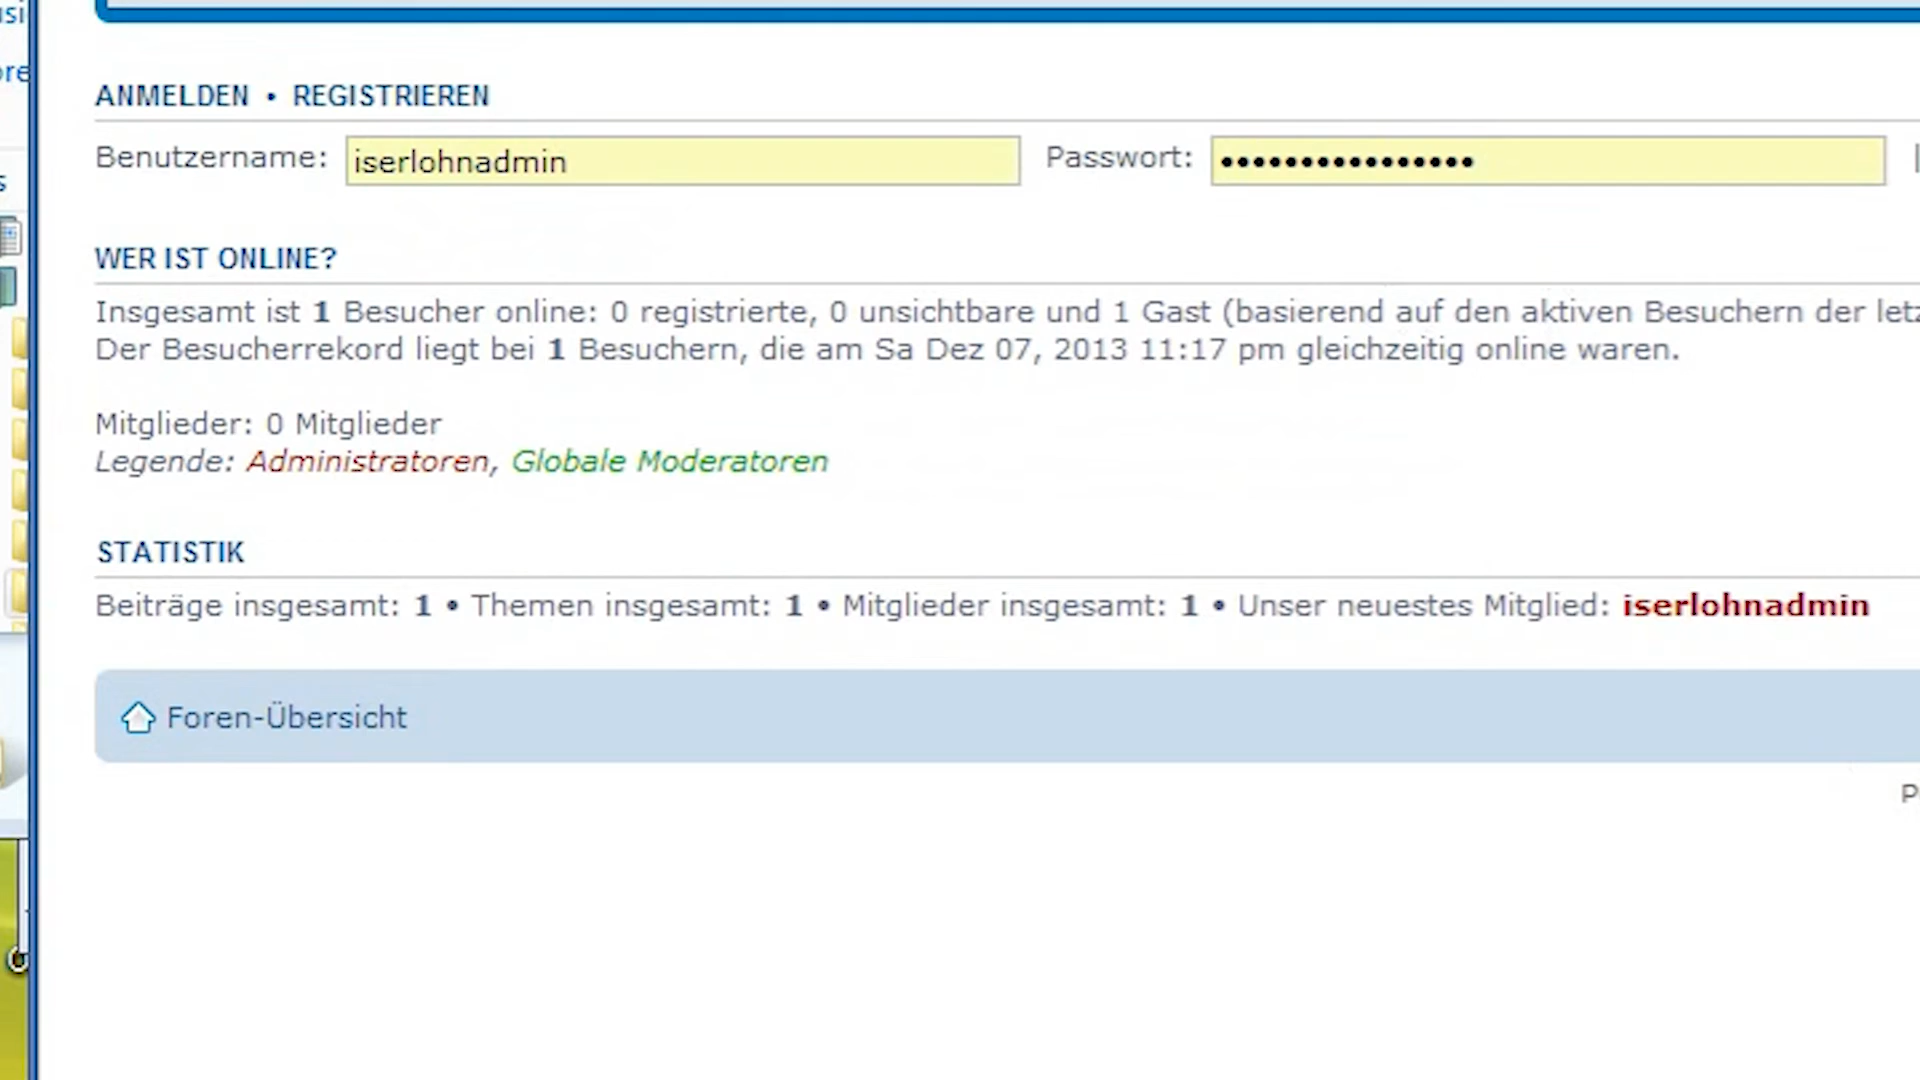 ANMELDEN • REGISTRIEREN
Benutzername: iserlohnadmin Passwort: ••••••••••••••••
WER IST ONLINE?
Insgesamt ist 1 Besucher online: 0 registrierte, 0 unsichtbare und 1 Gast (basierend auf den aktiven Besuchern der
Der Besucherrekord liegt bei 1 Besuchern, die am Sa Dez 07, 2013 11:17 pm gleichzeitig online waren.
Mitglieder: 0 Mitglieder
Legende: Administratoren, Globale Moderatoren
STATISTIK
Beiträge insgesamt: 1 • Themen insgesamt: 1 • Mitglieder insgesamt: 1 • Unser neuestes Mitglied: iserlohnadmin
Foren-Übersicht